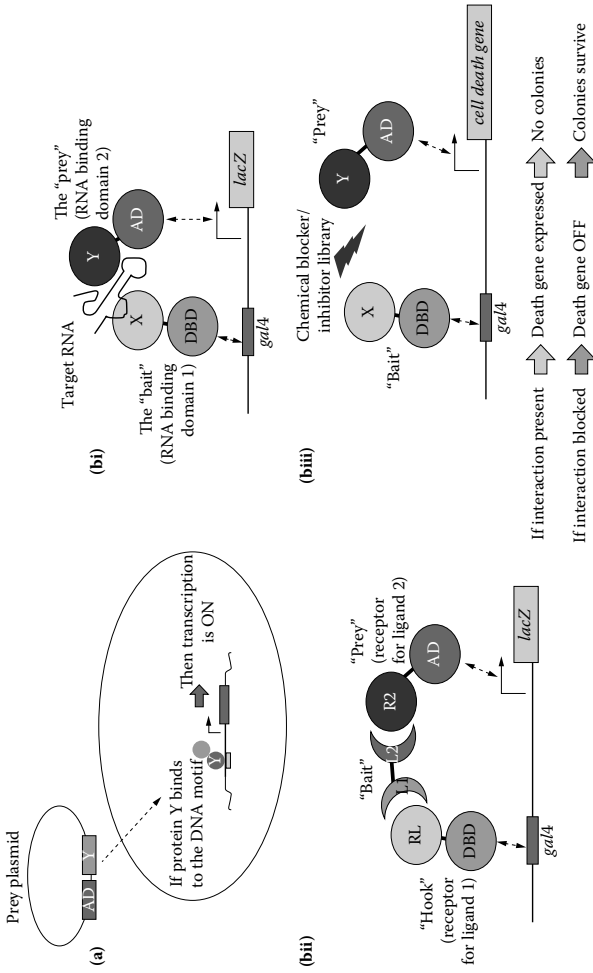 (a)
Prey plasmid
AD
Y
If protein Y binds
to the DNA motif
Y
Then transcription
is ON
(bi)
Target RNA
The “bait”
(RNA binding
domain 1)
X
DBD
Y
AD
The “prey”
(RNA binding
domain 2)
gal4
lacZ
(bii)
“Hook”
(receptor
for ligand 1)
RL
DBD
“Bait”
L1
L2
R2
AD
“Prey”
(receptor
for ligand 2)
gal4
lacZ
(biii)
Chemical blocker/
inhibitor library
“Bait”
X
DBD
Y
AD
“Prey”
gal4
cell death gene
If interaction present
Death gene expressed
No colonies
If interaction blocked
Death gene OFF
Colonies survive